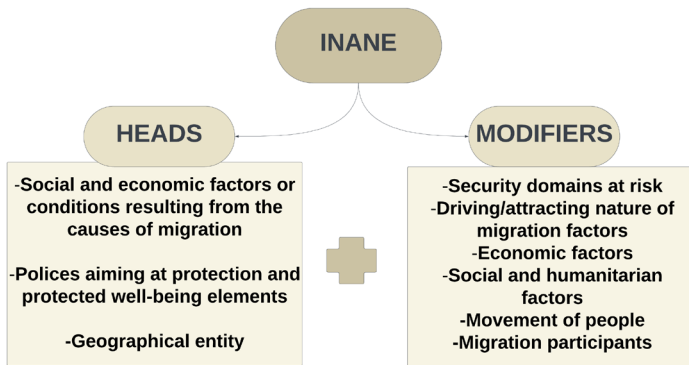 INANE
HEADS
-Social and economic factors or
conditions resulting from the
causes of migration
-Polices aiming at protection and
protected well-being elements
-Geographical entity
MODIFIERS
-Security domains at risk
-Driving/attracting nature of
migration factors
-Economic factors
-Social and humanitarian
factors
-Movement of people
-Migration participants